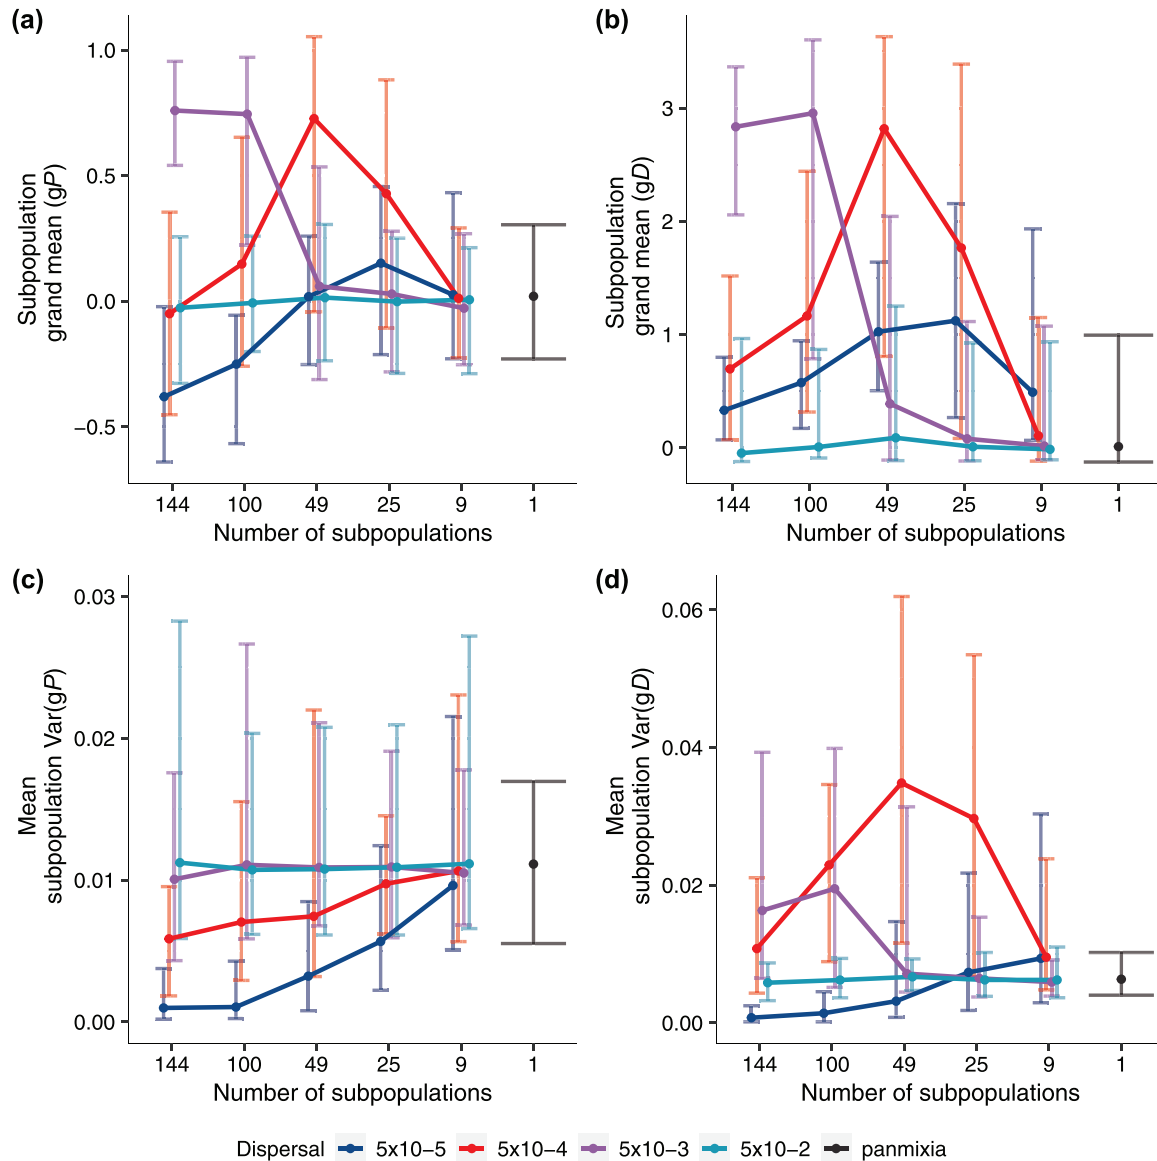 (a)
Subpopulation
grand mean (gP)
1.0
0.5
0.0
−0.5
144 100 49 25 9 1
Number of subpopulations
(b)
Subpopulation
grand mean (gD)
3
2
1
0
144 100 49 25 9 1
Number of subpopulations
(c)
Mean
subpopulation Var(gP)
0.03
0.02
0.01
0.00
144 100 49 25 9 1
Number of subpopulations
(d)
Mean
subpopulation Var(gD)
0.06
0.04
0.02
0.00
144 100 49 25 9 1
Number of subpopulations
Dispersal 5x10−5 5x10−4 5x10−3 5x10−2 panmixia